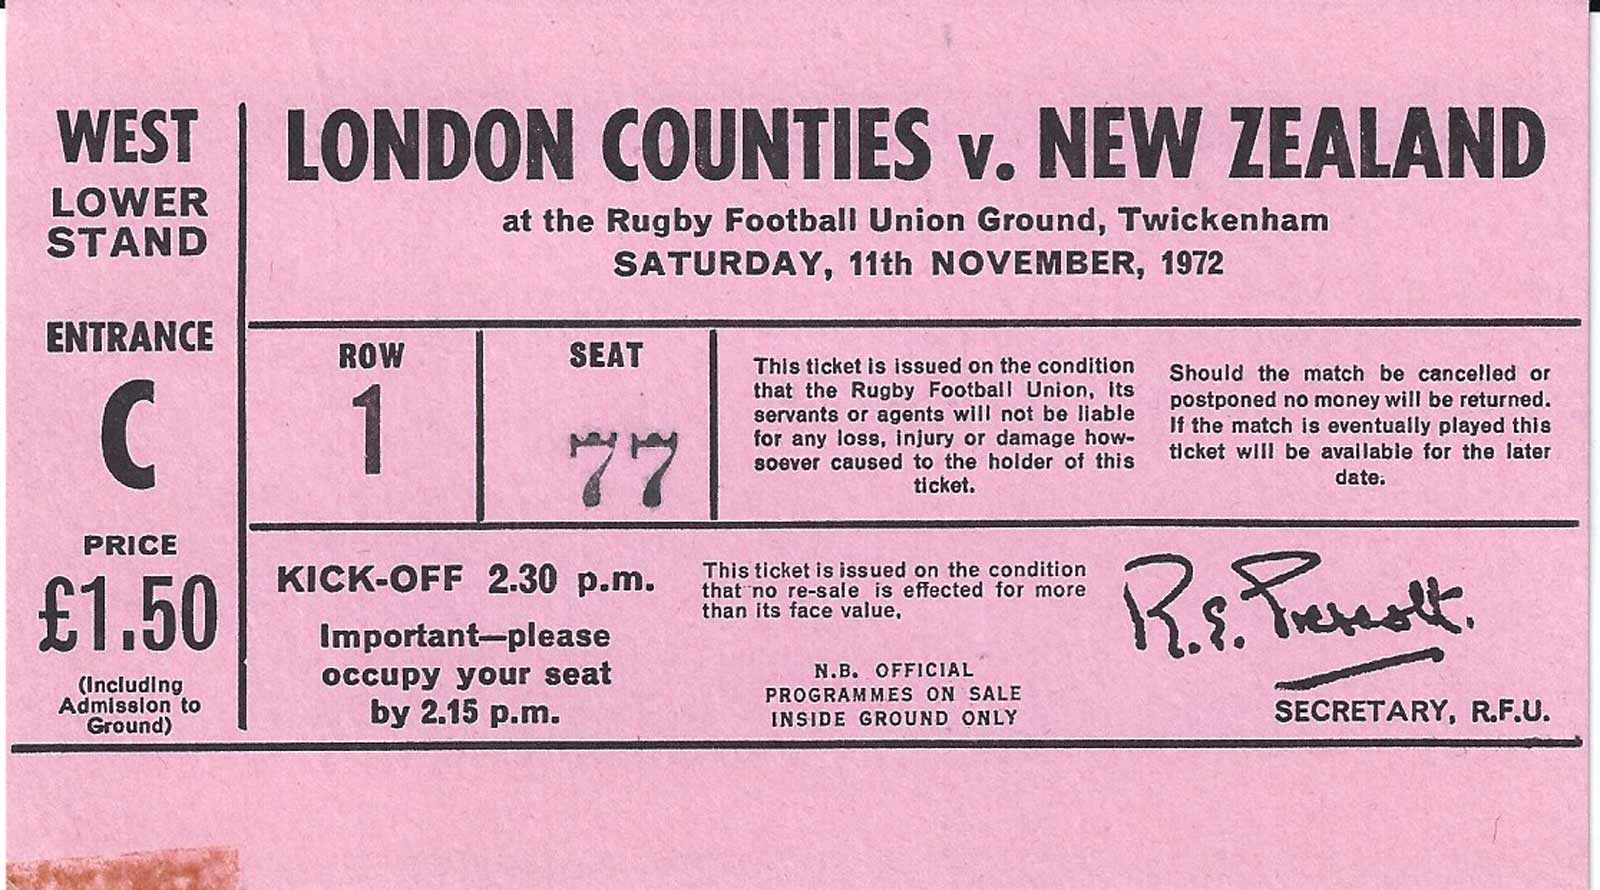 WEST
LOWER
STAND
ENTRANCE
C
PRICE
£1.50
(Including
Admission to
Ground)
LONDON COUNTIES v. NEW ZEALAND
at the Rugby Football Union Ground, Twickenham
SATURDAY, 11th NOVEMBER, 1972
ROW
1
SEAT
77
This ticket is issued on the condition
that the Rugby Football Union, its
servants or agents will not be liable
for any loss, injury or damage how-
soever caused to the holder of this
ticket.
Should the match be cancelled or
postponed no money will be returned.
If the match is eventually played this
ticket will be available for the later
date.
KICK-OFF 2.30 p.m.
Important—please
occupy your seat
by 2.15 p.m.
This ticket is issued on the condition
that no re-sale is effected for more
than its face value.
N.B. OFFICIAL
PROGRAMMES ON SALE
INSIDE GROUND ONLY
R.E. Prescott.
SECRETARY, R.F.U.